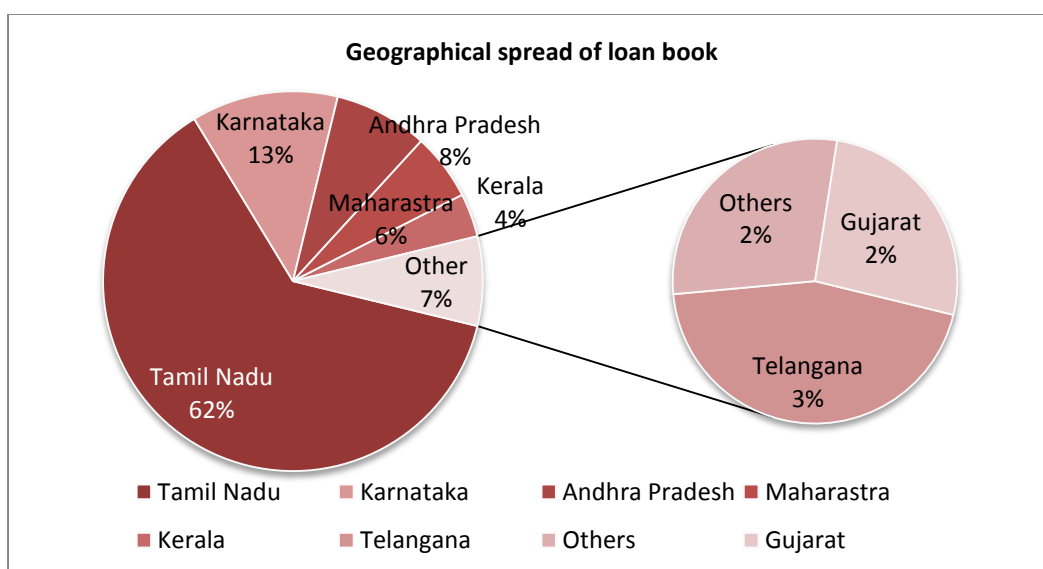 Geographical spread of loan book
Karnataka
13%
Andhra Pradesh
8%
Maharastra
6%
Kerala
4%
Other
7%
Tamil Nadu
62%
Others
2%
Gujarat
2%
Telangana
3%
Tamil Nadu Karnataka Andhra Pradesh Maharastra
Kerala Telangana Others Gujarat